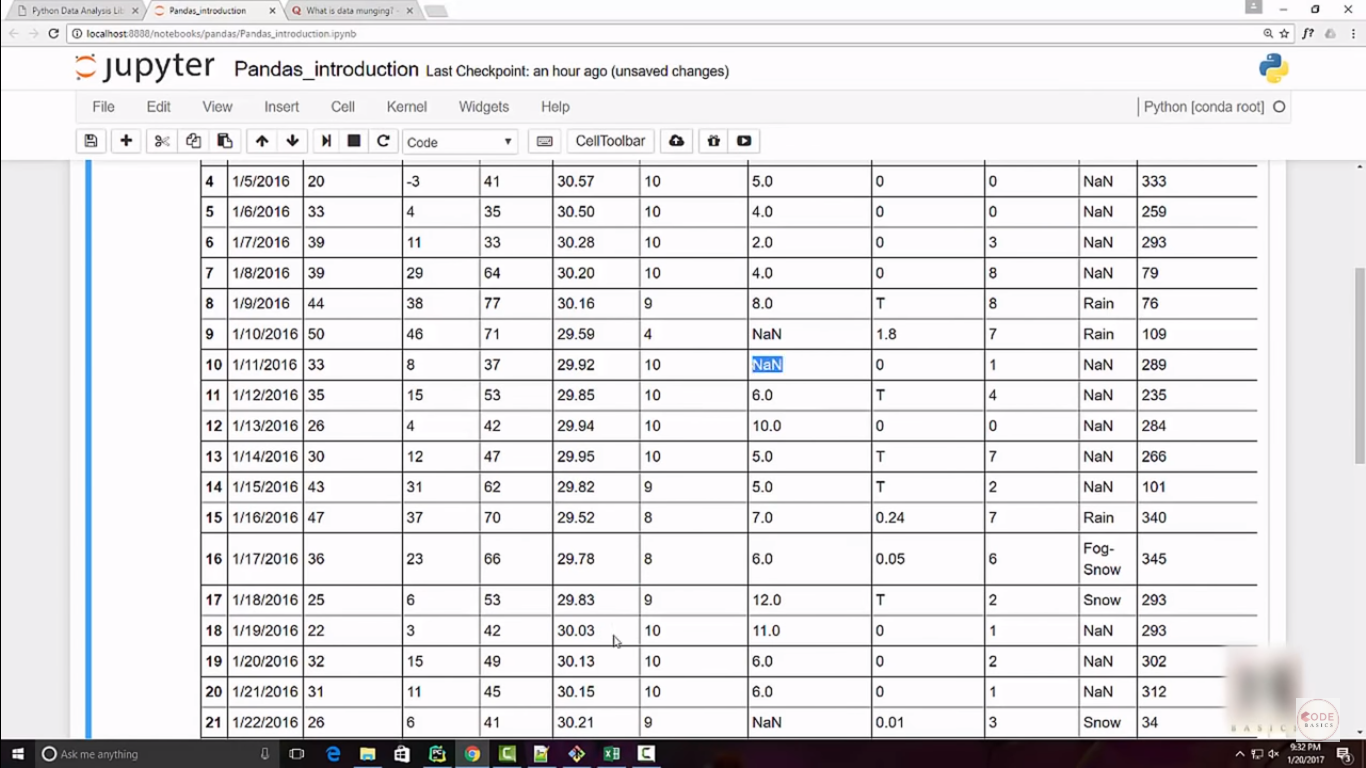 Python Data Analysis Lib
Pandas_introduction
What is data munging? -
localhost:8888/notebooks/pandas/Pandas_introduction.ipynb
jupyter Pandas_introduction Last Checkpoint: an hour ago (unsaved changes)
File Edit View Insert Cell Kernel Widgets Help Python [conda root]
Code CellToolbar
4 1/5/2016 20 -3 41 30.57 10 5.0 0 0 NaN 333
5 1/6/2016 33 4 35 30.50 10 4.0 0 0 NaN 259
6 1/7/2016 39 11 33 30.28 10 2.0 0 3 NaN 293
7 1/8/2016 39 29 64 30.20 10 4.0 0 8 NaN 79
8 1/9/2016 44 38 77 30.16 9 8.0 T 8 Rain 76
9 1/10/2016 50 46 71 29.59 4 NaN 1.8 7 Rain 109
10 1/11/2016 33 8 37 29.92 10 NaN 0 1 NaN 289
11 1/12/2016 35 15 53 29.85 10 6.0 T 4 NaN 235
12 1/13/2016 26 4 42 29.94 10 10.0 0 0 NaN 284
13 1/14/2016 30 12 47 29.95 10 5.0 T 7 NaN 266
14 1/15/2016 43 31 62 29.82 9 5.0 T 2 NaN 101
15 1/16/2016 47 37 70 29.52 8 7.0 0.24 7 Rain 340
16 1/17/2016 36 23 66 29.78 8 6.0 0.05 6 Fog-
Snow 345
17 1/18/2016 25 6 53 29.83 9 12.0 T 2 Snow 293
18 1/19/2016 22 3 42 30.03 10 11.0 0 1 NaN 293
19 1/20/2016 32 15 49 30.13 10 6.0 0 2 NaN 302
20 1/21/2016 31 11 45 30.15 10 6.0 0 1 NaN 312
21 1/22/2016 26 6 41 30.21 9 NaN 0.01 3 Snow 34
CODE
BASICS
Ask me anything
9:32 PM
1/20/2017